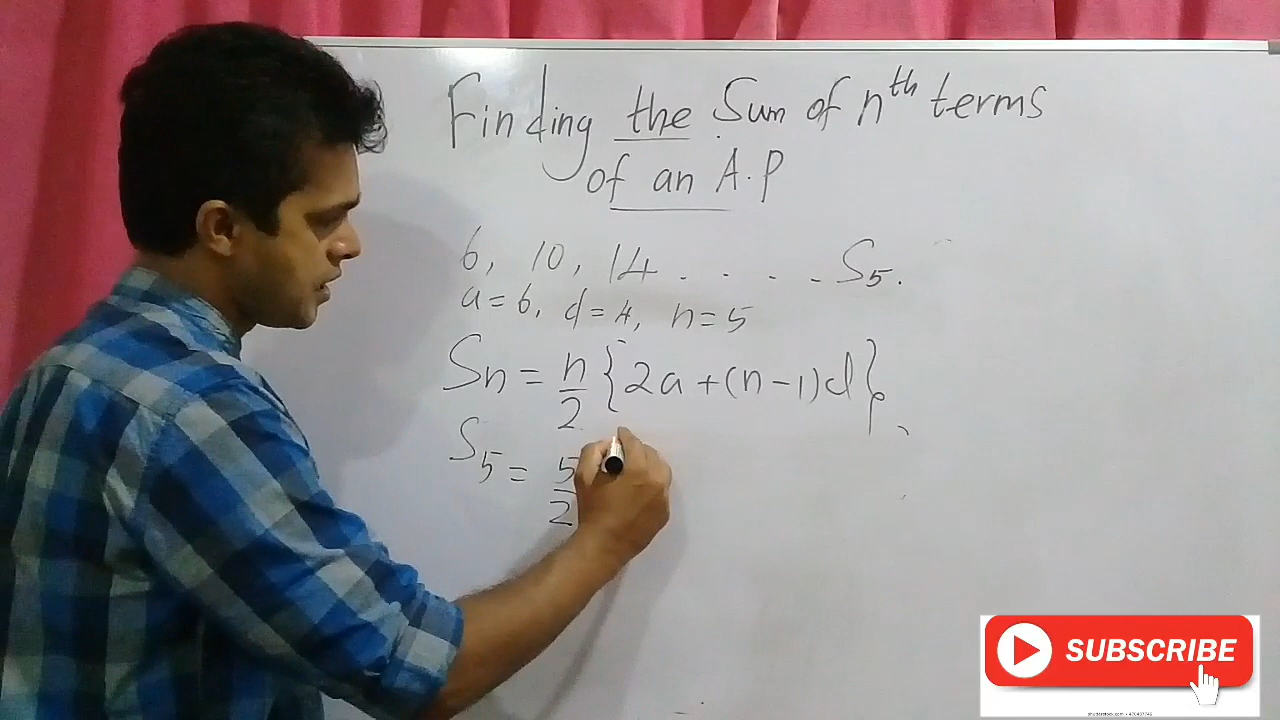 Finding the Sum of nth terms
of an A.P
6, 10, 14 . . . . . S5.
a = 6, d = 4, n = 5
Sn = n/2 {2a + (n - 1)d}
S5 = 5/2
SUBSCRIBE